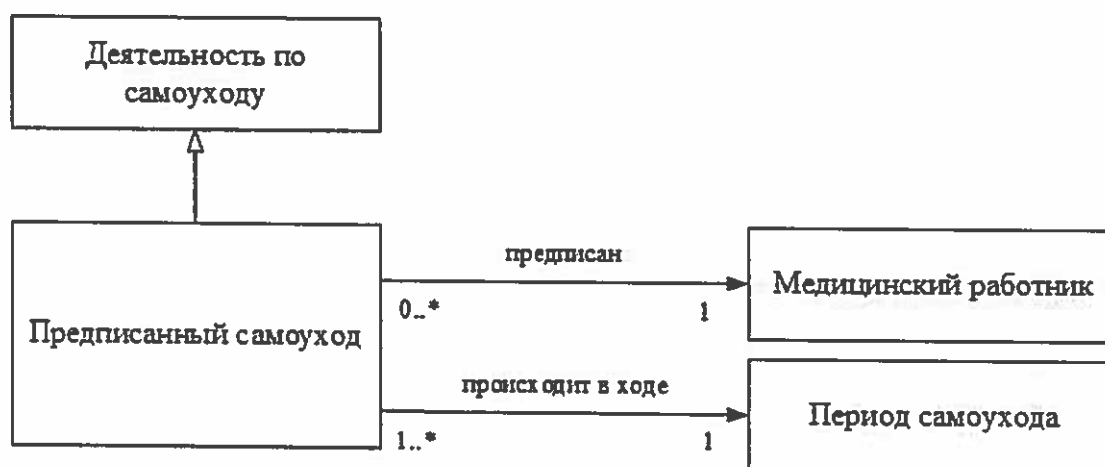 Деятельность по
самоуходу
предписан
0..*
1
Медицинский работник
Предписанный самоуход
происходит в ходе
1..*
1
Период самоухода